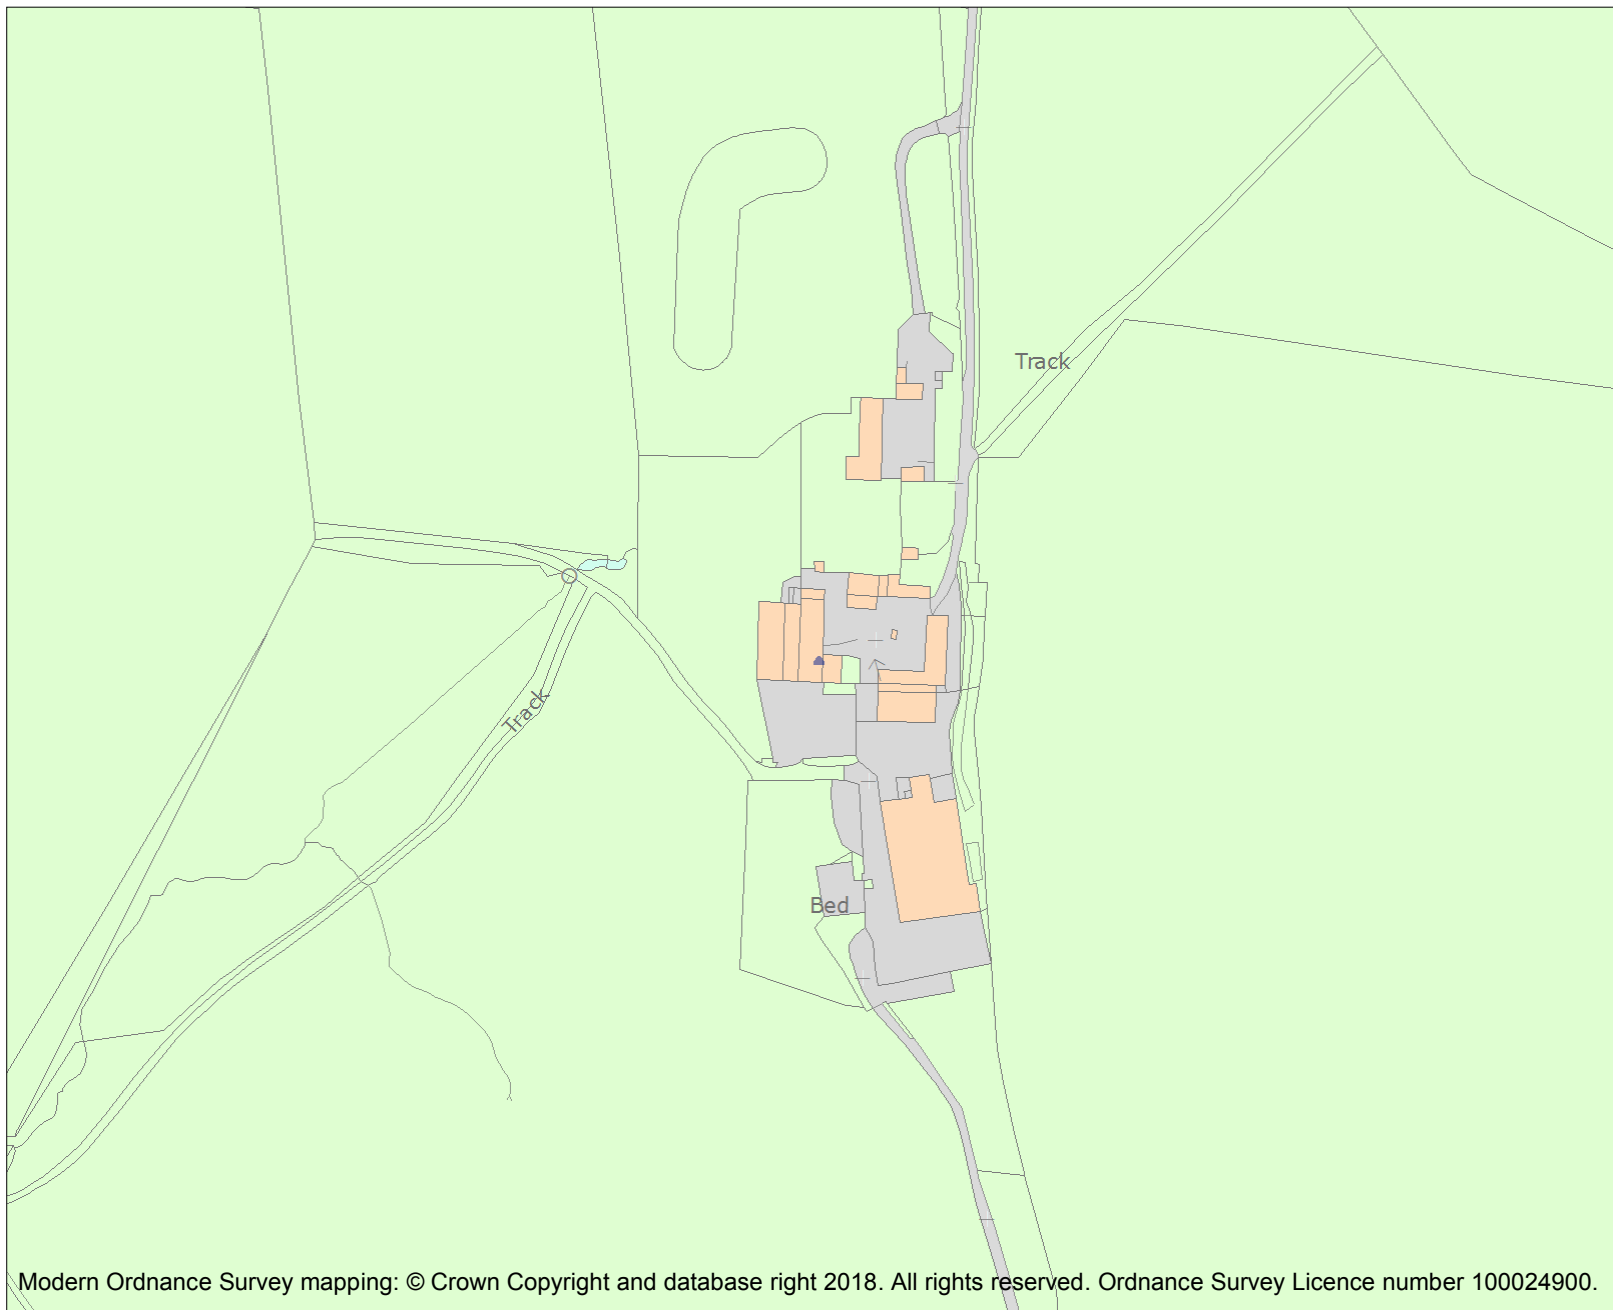 Track
Track
Bed
Modern Ordnance Survey mapping: © Crown Copyright and database right 2018. All rights reserved. Ordnance Survey Licence number 100024900.